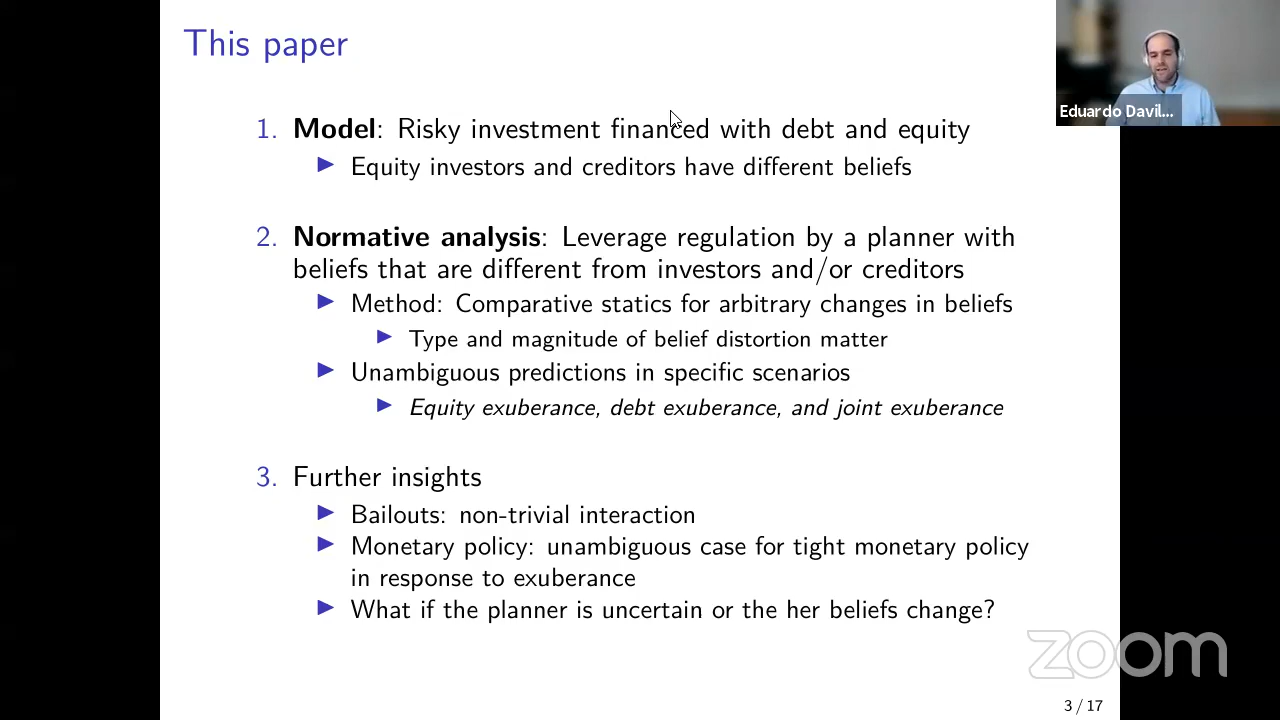 This paper
Eduardo Davil...
1. Model: Risky investment financed with debt and equity
Equity investors and creditors have different beliefs
2. Normative analysis: Leverage regulation by a planner with
beliefs that are different from investors and/or creditors
Method: Comparative statics for arbitrary changes in beliefs
Type and magnitude of belief distortion matter
Unambiguous predictions in specific scenarios
Equity exuberance, debt exuberance, and joint exuberance
3. Further insights
Bailouts: non-trivial interaction
Monetary policy: unambiguous case for tight monetary policy
in response to exuberance
What if the planner is uncertain or the her beliefs change?
zoom
3 / 17